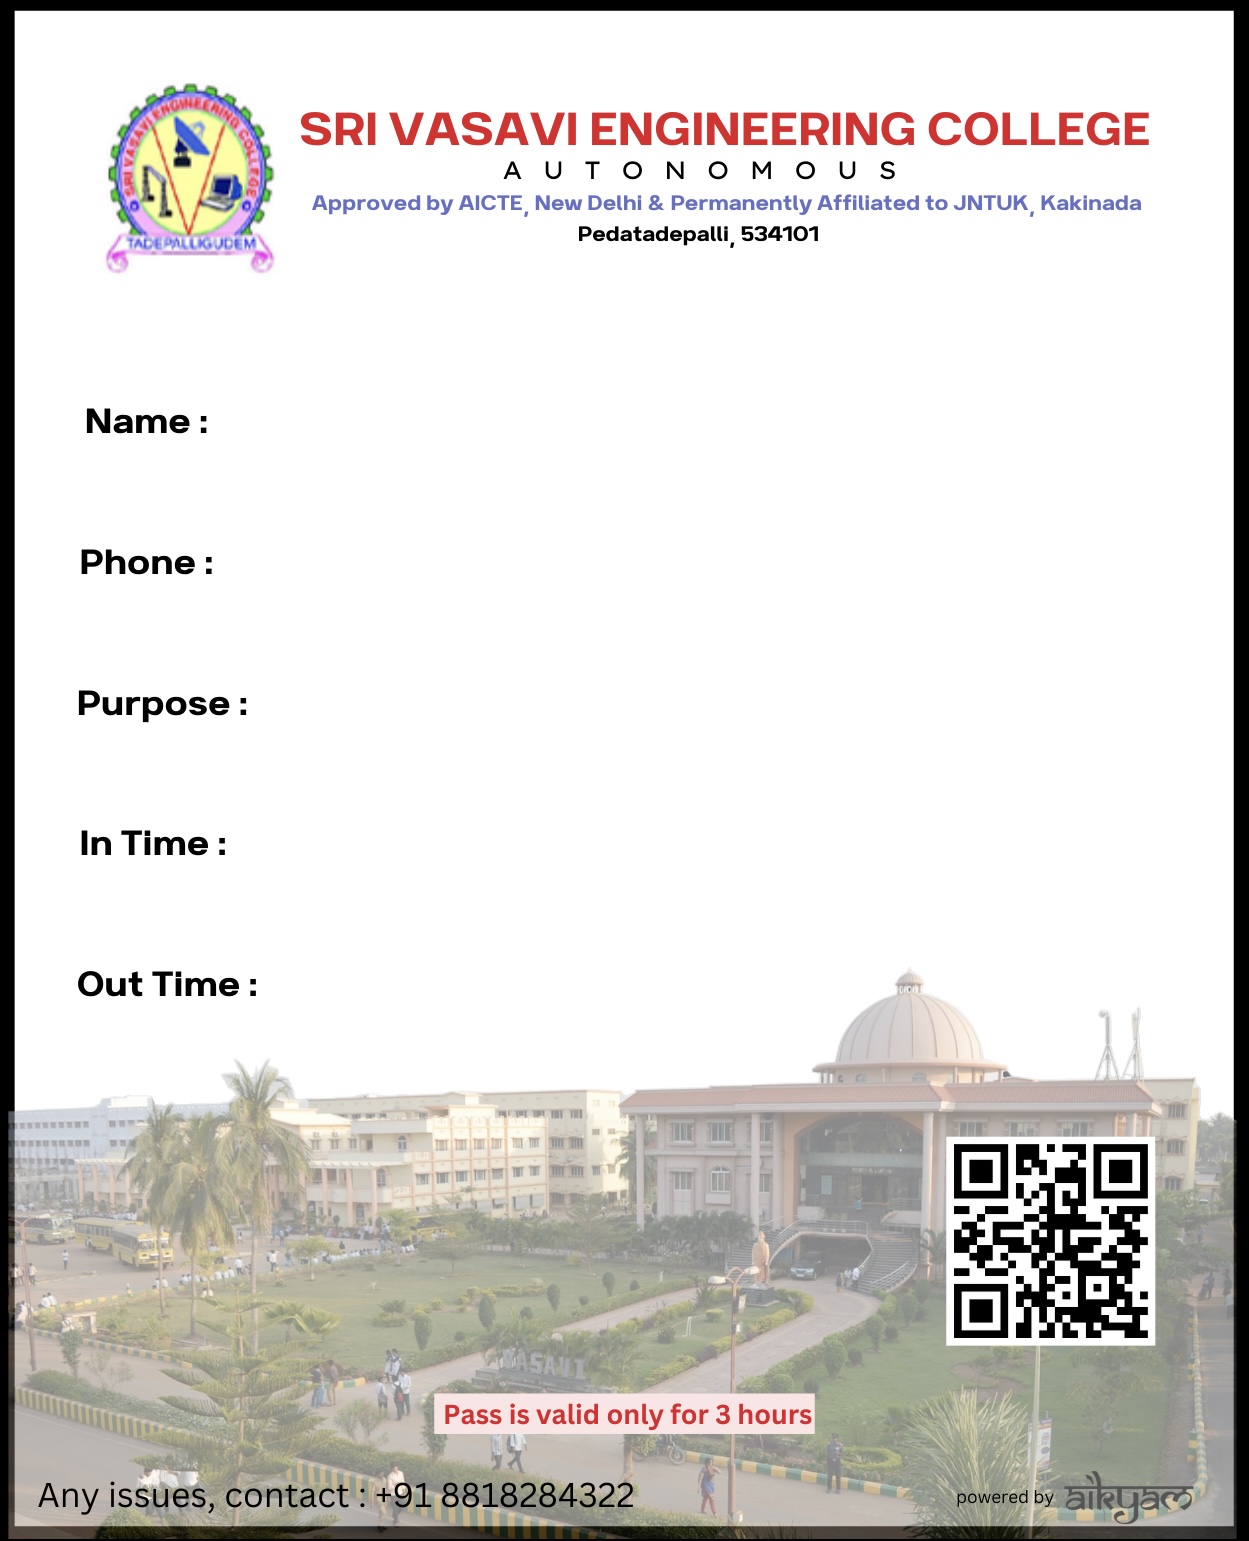 SRI VASAVI ENGINEERING COLLEGE
TADEPALLIGUDEM
SRI VASAVI ENGINEERING COLLEGE
AUTONOMOUS
Approved by AICTE, New Delhi & Permanently Affiliated to JNTUK, Kakinada
Pedatadepalli, 534101
Name :
Phone :
Purpose :
In Time :
Out Time :
VASAVI
Pass is valid only for 3 hours
Any issues, contact : +91 8818284322
powered by aikyam